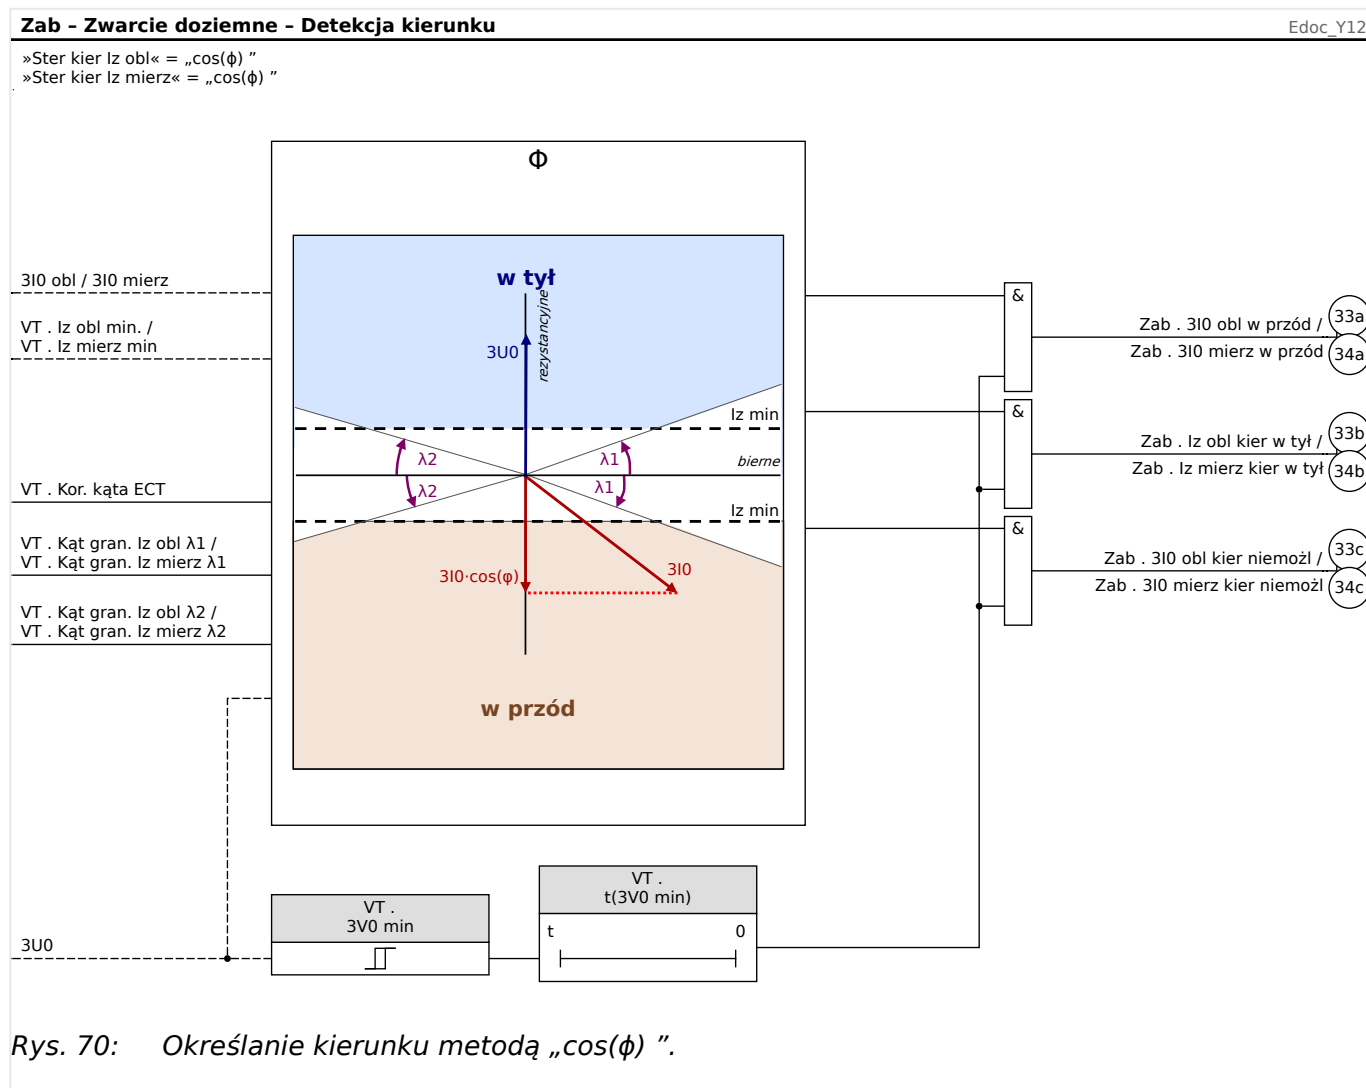 Zab – Zwarcie doziemne – Detekcja kierunku
Edoc_Y12
»Ster kier Iz obl« = „cos(ϕ) ”
»Ster kier Iz mierz« = „cos(ϕ) ”
Φ
3I0 obl / 3I0 mierz
VT . Iz obl min. /
VT . Iz mierz min
VT . Kor. kąta ECT
VT . Kąt gran. Iz obl λ1 /
VT . Kąt gran. Iz mierz λ1
VT . Kąt gran. Iz obl λ2 /
VT . Kąt gran. Iz mierz λ2
3U0
w tył
rezystancyjne
3U0
Iz min
λ2
λ1
bierne
λ2
λ1
Iz min
3I0·cos(φ)
3I0
w przód
&
Zab . 3I0 obl w przód /
33a
Zab . 3I0 mierz w przód
34a
&
Zab . Iz obl kier w tył /
33b
Zab . Iz mierz kier w tył
34b
&
Zab . 3I0 obl kier niemożl /
33c
Zab . 3I0 mierz kier niemożl
34c
VT .
3V0 min
VT .
t(3V0 min)
t
0
Rys. 70: Określanie kierunku metodą „cos(ϕ) ”.